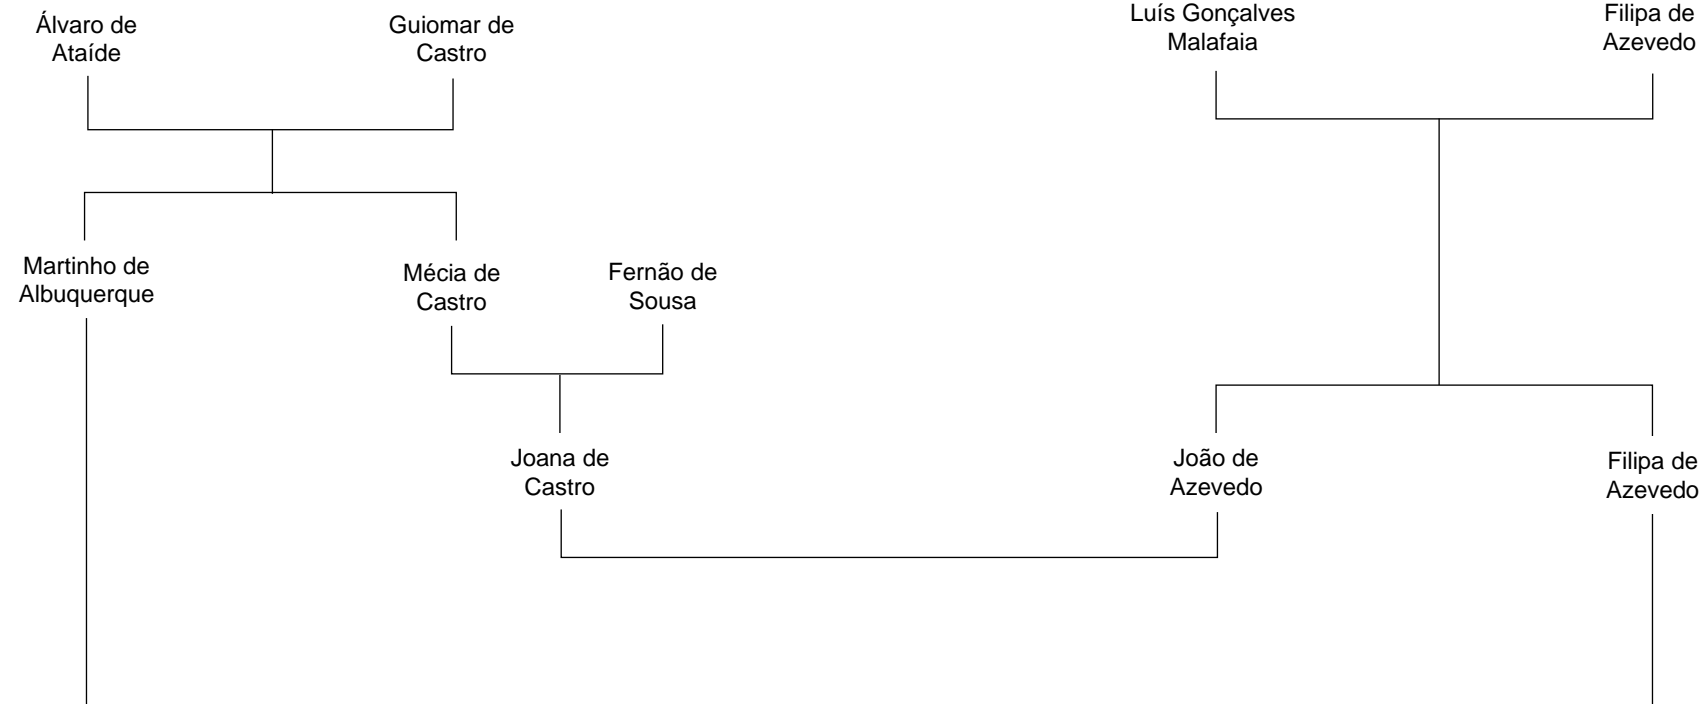 Álvaro de
Ataíde
Guiomar de
Castro
Luís Gonçalves
Malafaia
Filipa de
Azevedo
Martinho de
Albuquerque
Mécia de
Castro
Fernão de
Sousa
Joana de
Castro
João de
Azevedo
Filipa de
Azevedo